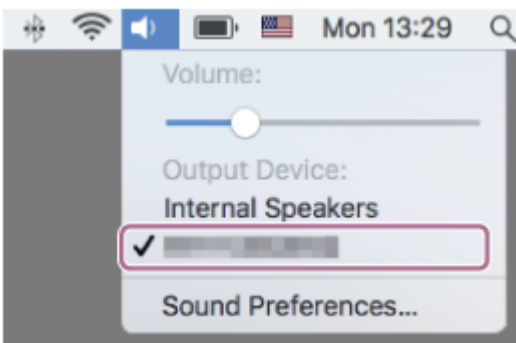 Mon 13:29
Volume:
Output Device:
Internal Speakers
Sound Preferences...